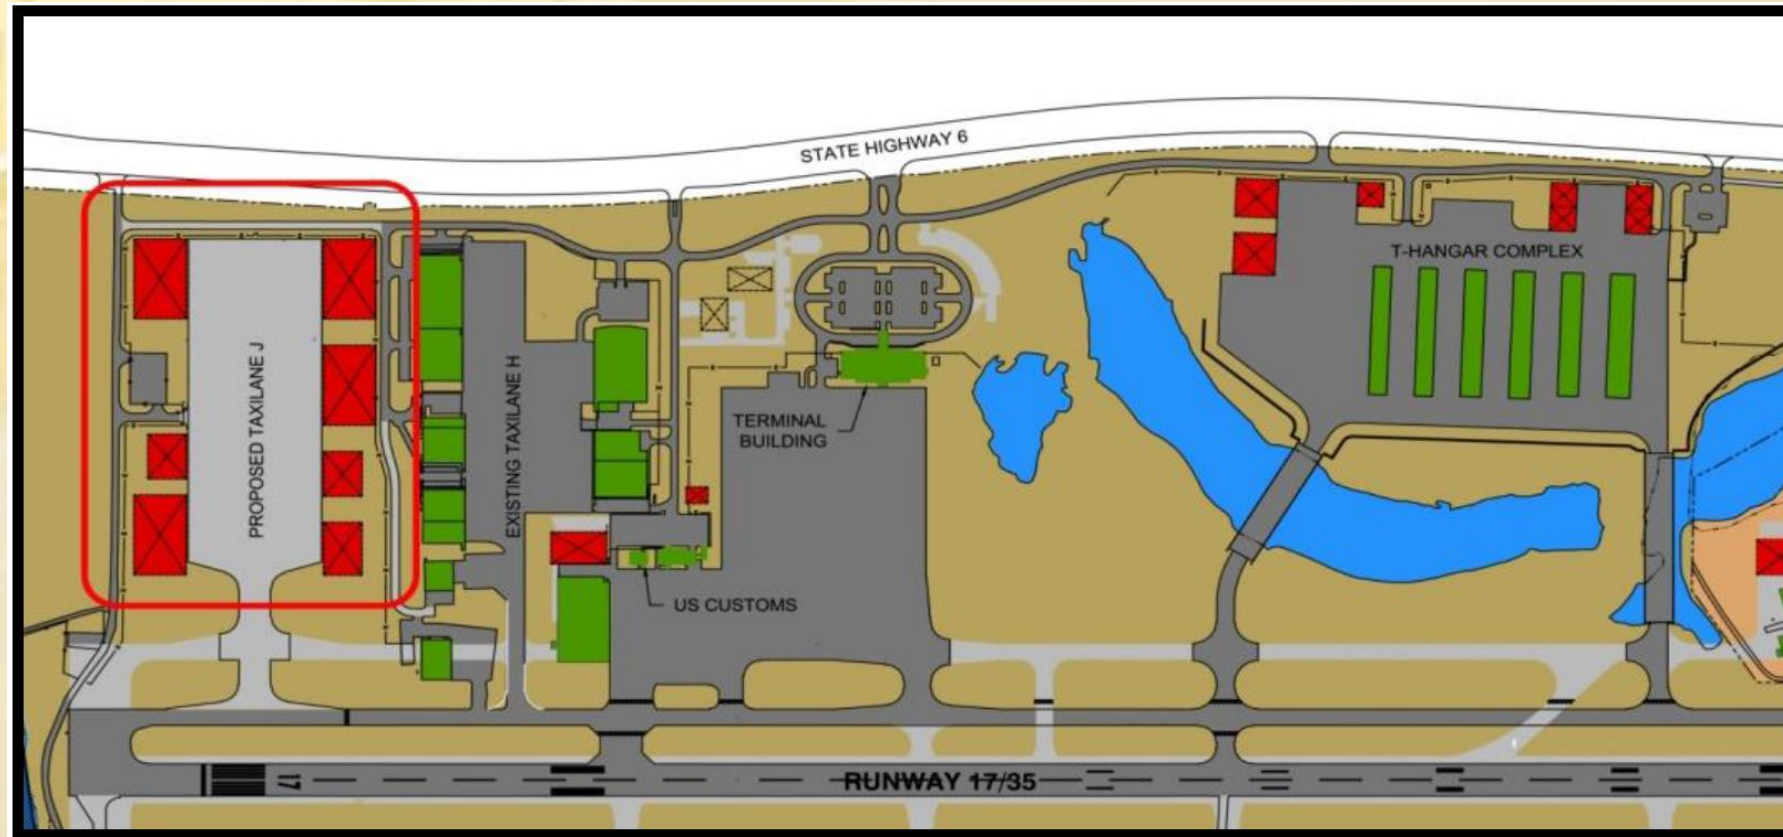 STATE HIGHWAY 6
T-HANGAR COMPLEX
PROPOSED TAXILANE J
EXISTING TAXILANE H
TERMINAL
BUILDING
US CUSTOMS
17
RUNWAY 17/35